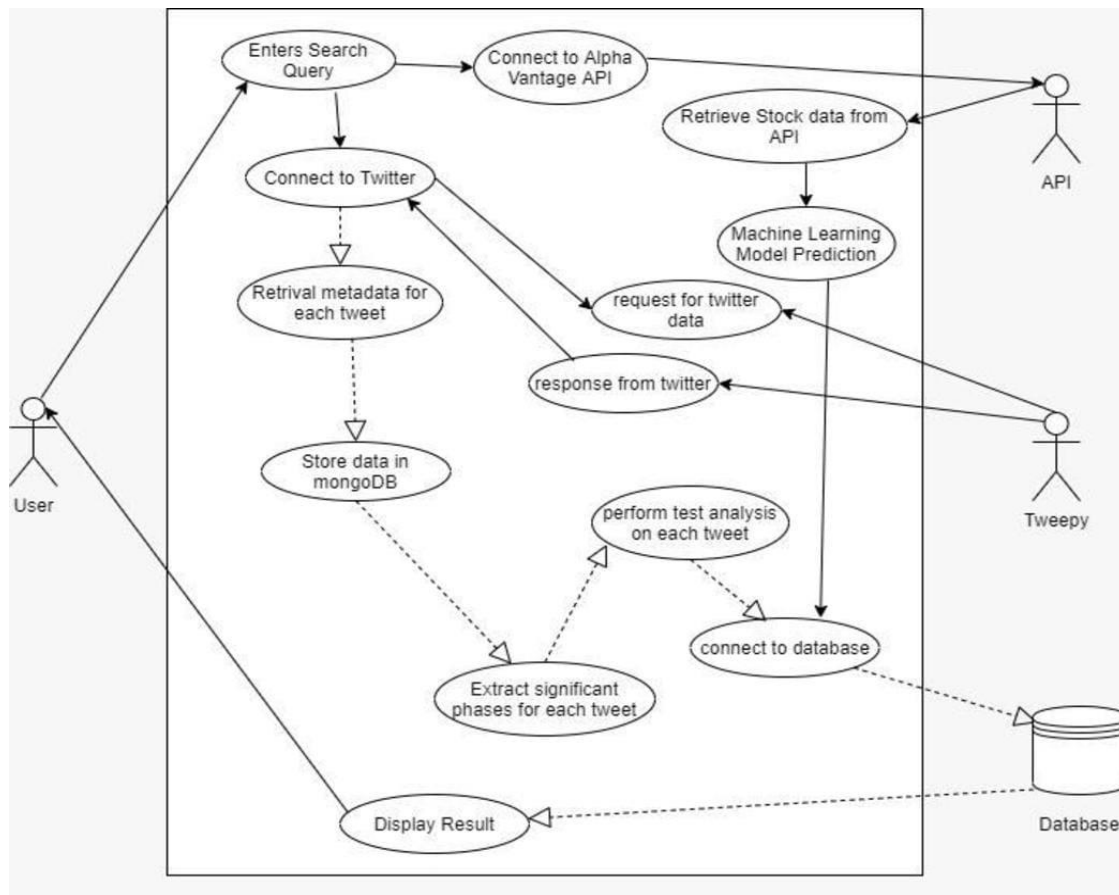 Enters Search
Query
Connect to Alpha
Vantage API
Retrieve Stock data from
API
API
Connect to Twitter
Machine Learning
Model Prediction
Retrival metadata for
each tweet
request for twitter
data
response from twitter
User
Store data in
mongoDB
perform test analysis
on each tweet
Tweepy
connect to database
Extract significant
phases for each tweet
Display Result
Database